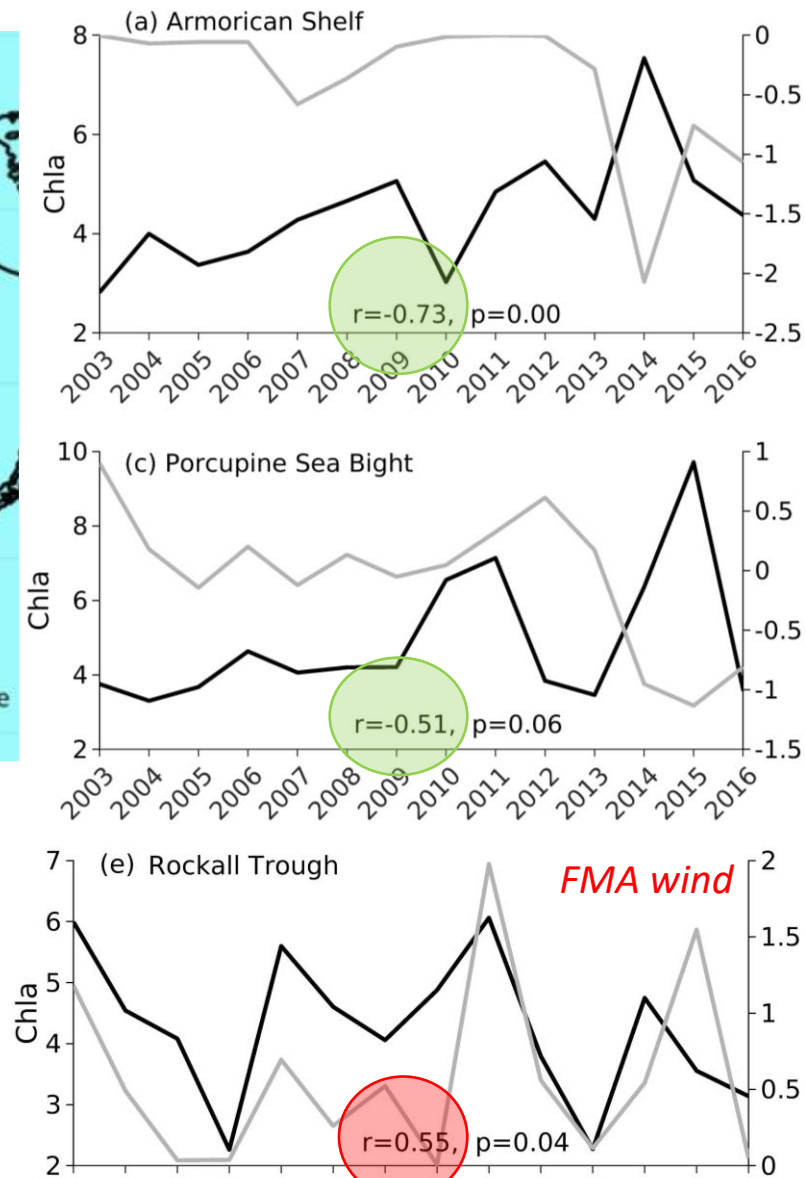 (a) Armorican Shelf
8
6
4
2
Chla
0
-0.5
-1
-1.5
-2
-2.5
r=-0.73, p=0.00
2003 2004 2005 2006 2007 2008 2009 2010 2011 2012 2013 2014 2015 2016
(c) Porcupine Sea Bight
10
8
6
4
2
Chla
1
0.5
0
-0.5
-1
-1.5
r=-0.51, p=0.06
2003 2004 2005 2006 2007 2008 2009 2010 2011 2012 2013 2014 2015 2016
e
(e) Rockall Trough
FMA wind
7
6
5
4
3
2
Chla
2
1.5
1
0.5
0
r=0.55, p=0.04